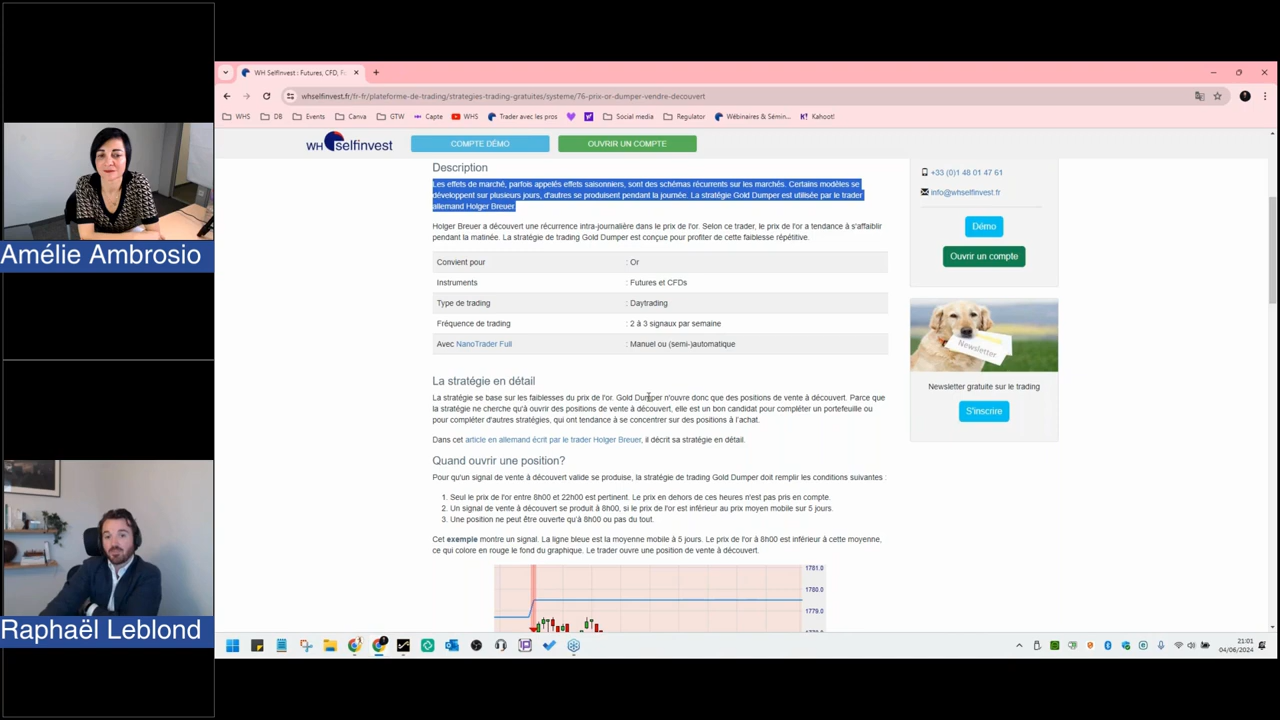 WH SelfInvest : Futures, CFD, F
whselfinvest.fr/fr-fr/plateforme-de-trading/strategies-trading-gratuites/systeme/76-prix-or-dumper-vendre-decouvert
WHS DB Events Canva GTW Capte YHS Trader avec les pros Wébinaires & Sémin... Social media Regulator Kahoot!
WH selfinvest
COMPTE DÉMO
OUVRIR UN COMPTE
Description
Les effets de marché, parfois appelés effets saisonniers, sont des schémas récurrents sur les marchés. Certains modèles se
développent sur plusieurs jours, d'autres se produisent pendant la journée. La stratégie Gold Dumper est utilisée par le trader
allemand Holger Breuer.
Holger Breuer a découvert une récurrence intra-journalière dans le prix de l'or. Selon ce trader, le prix de l'or a tendance à s'affaiblir
pendant la matinée. La stratégie de trading Gold Dumper est conçue pour profiter de cette faiblesse répétitive.
Convient pour : Or
Instruments : Futures et CFDs
Type de trading : Daytrading
Fréquence de trading : 2 à 3 signaux par semaine
Avec NanoTrader Full : Manuel ou (semi-)automatique
La stratégie en détail
La stratégie se base sur les faiblesses du prix de l'or. Gold Dumper n'ouvre donc que des positions de vente à découvert. Parce que
la stratégie ne cherche qu'à ouvrir des positions de vente à découvert, elle est un bon candidat pour compléter un portefeuille ou
pour compléter d'autres stratégies, qui ont tendance à se concentrer sur des positions à l'achat.
Dans cet article en allemand écrit par le trader Holger Breuer, il décrit sa stratégie en détail.
Quand ouvrir une position?
Pour qu'un signal de vente à découvert valide se produise, la stratégie de trading Gold Dumper doit remplir les conditions suivantes :
1. Seul le prix de l'or entre 8h00 et 22h00 est pertinent. Le prix en dehors de ces heures n'est pas pris en compte.
2. Un signal de vente à découvert se produit à 8h00, si le prix de l'or est inférieur au prix moyen mobile sur 5 jours.
3. Une position ne peut être ouverte qu'à 8h00 ou pas du tout.
Cet exemple montre un signal. La ligne bleue est la moyenne mobile à 5 jours. Le prix de l'or à 8h00 est inférieur à cette moyenne,
ce qui colore en rouge le fond du graphique. Le trader ouvre une position de vente à découvert.
1781.0
1780.0
1779.0
+33 (0)1 48 01 47 61
info@whselfinvest.fr
Démo
Ouvrir un compte
Newsletter
Newsletter gratuite sur le trading
S'inscrire
Amélie Ambrosio
Raphaël Leblond
21:01
04/06/2024